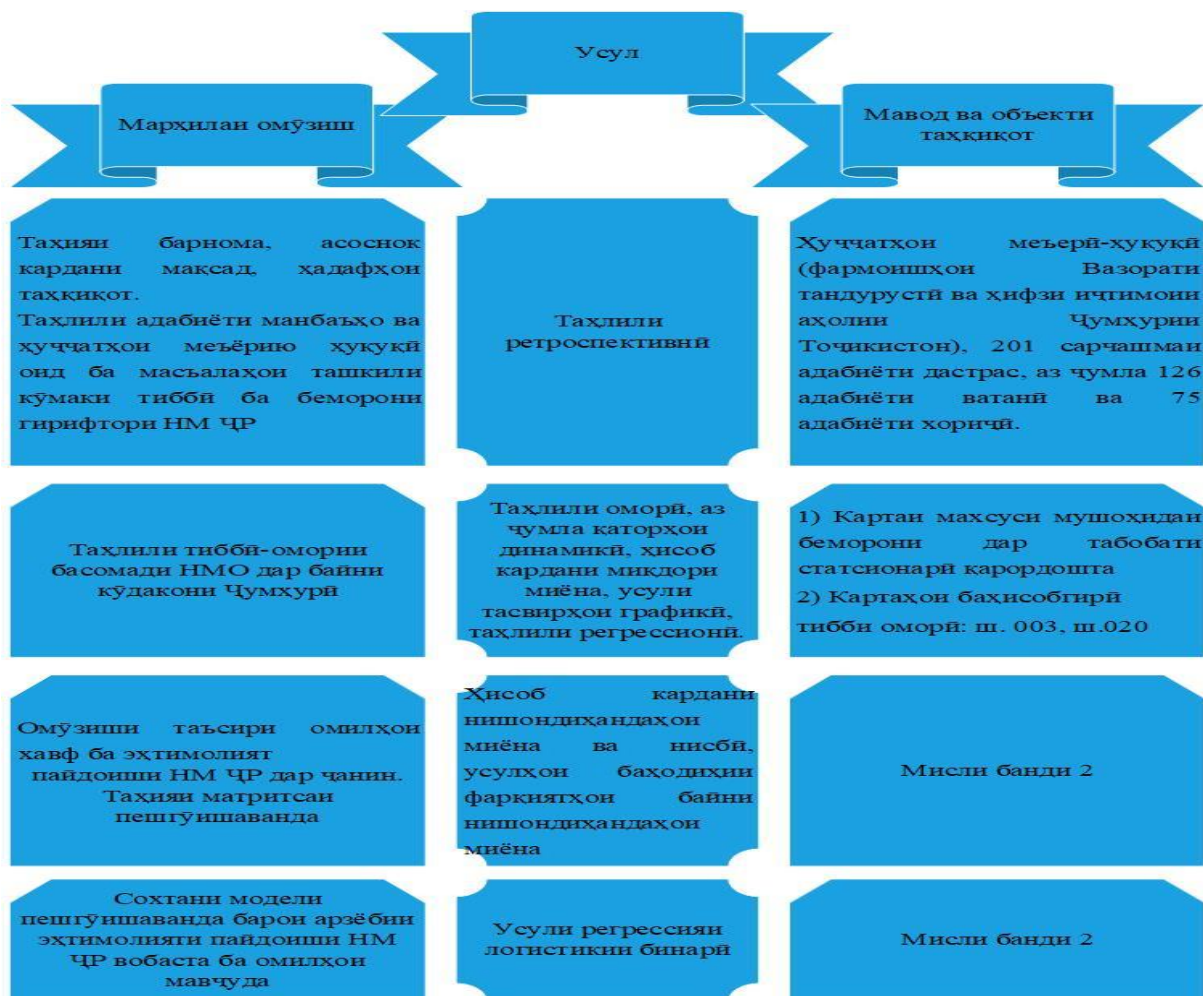 Усул
Марҳилаи омӯзиш
Мавод ва объекти
таҳқиқот
Таҳияи барнома, асоснок
кардани мақсад, ҳадафҳои
таҳқиқот.
Таҳлили адабиёти манбаъҳо ва
ҳуҷҷатҳои меъёрию ҳуқуқӣ
оид ба масъалаҳои ташкили
кӯмаки тиббӣ ба беморони
гирифтори НМ ҶР
Таҳлили
ретроспективнӣ
Ҳуҷҷатҳои меъерӣ-ҳуқуқӣ
(фармоишҳои Вазорати
тандурустӣ ва ҳифзи иҷтимоии
аҳолии Ҷумҳурии
Тоҷикистон), 201 сарчашмаи
адабиёти дастрас, аз ҷумла 126
адабиёти ватанӣ ва 75
адабиёти хориҷӣ.
Таҳлили тиббӣ-омории
басомади НМО дар байни
кӯдакони Ҷумҳурӣ
Таҳлили оморӣ, аз
ҷумла қаторҳои
динамикӣ, ҳисоб
кардани миқдори
миёна, усули
тасвирҳои графикӣ,
таҳлили регрессионӣ.
1) Картаи махсуси мушоҳидаи
беморони дар табобати
статсионарӣ қарордошта
2) Картаҳои баҳисобгирӣ
тибби оморӣ: ш. 003, ш.020
Омӯзиши таъсири омилҳои
хавф ба эҳтимолият
пайдоиши НМ ҶР дар ҷанин.
Таҳияи матритсаи
пешгӯишаванда
Ҳисоб кардани
нишондиҳандаҳои
миёна ва нисбӣ,
усулҳои баҳодиҳии
фарқиятҳои байни
нишондиҳандаҳои
миёна
Мисли банди 2
Сохтани модели
пешгӯишаванда барои арзёбии
эҳтимолияти пайдоиши НМ
ҶР вобаста ба омилҳои
мавҷуда
Усули регрессияи
логистикии бинарӣ
Мисли банди 2